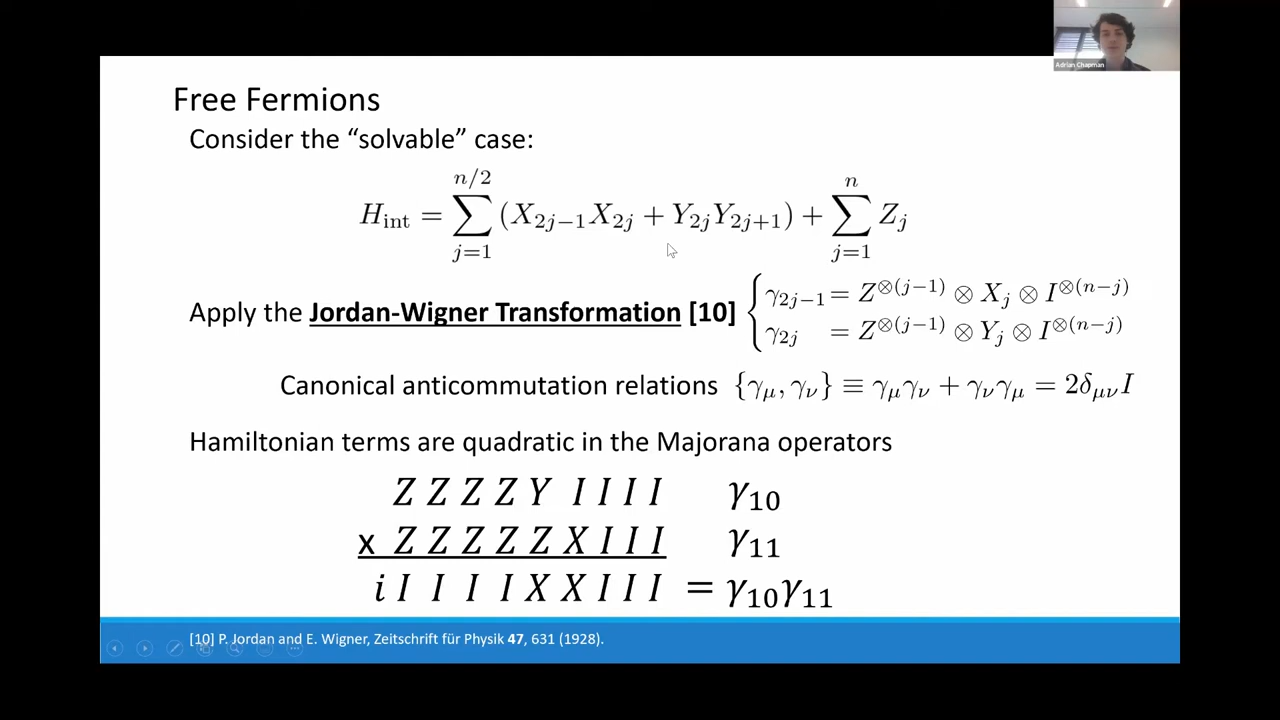 Adrian Chapman
Free Fermions
Consider the “solvable” case:
H_int = \sum_{j=1}^{n/2} (X_{2j−1}X_{2j} + Y_{2j}Y_{2j+1}) + \sum_{j=1}^{n} Z_j
Apply the Jordan-Wigner Transformation [10]
γ_{2j−1} = Z^{⊗(j−1)} ⊗ X_j ⊗ I^{⊗(n−j)}
γ_{2j} = Z^{⊗(j−1)} ⊗ Y_j ⊗ I^{⊗(n−j)}
Canonical anticommutation relations {γ_μ, γ_ν} ≡ γ_μγ_ν + γ_νγ_μ = 2δ_{μν}I
Hamiltonian terms are quadratic in the Majorana operators
Z Z Z Z Y I I I I γ_{10}
x Z Z Z Z Z X I I I γ_{11}
i I I I I X X I I I = γ_{10}γ_{11}
[10] P. Jordan and E. Wigner, Zeitschrift für Physik 47, 631 (1928).